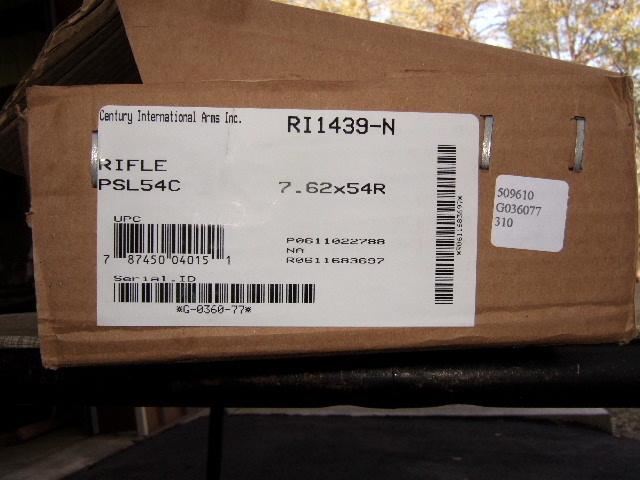 Century International Arms Inc.
RI1439-N
RIFLE
PSL54C
7.62x54R
UPC
7 87450 04015 1
P0611022788
NA
R0611683697
Serial.ID
*G-0360-77*
*R0611683697*
509610
G036077
310